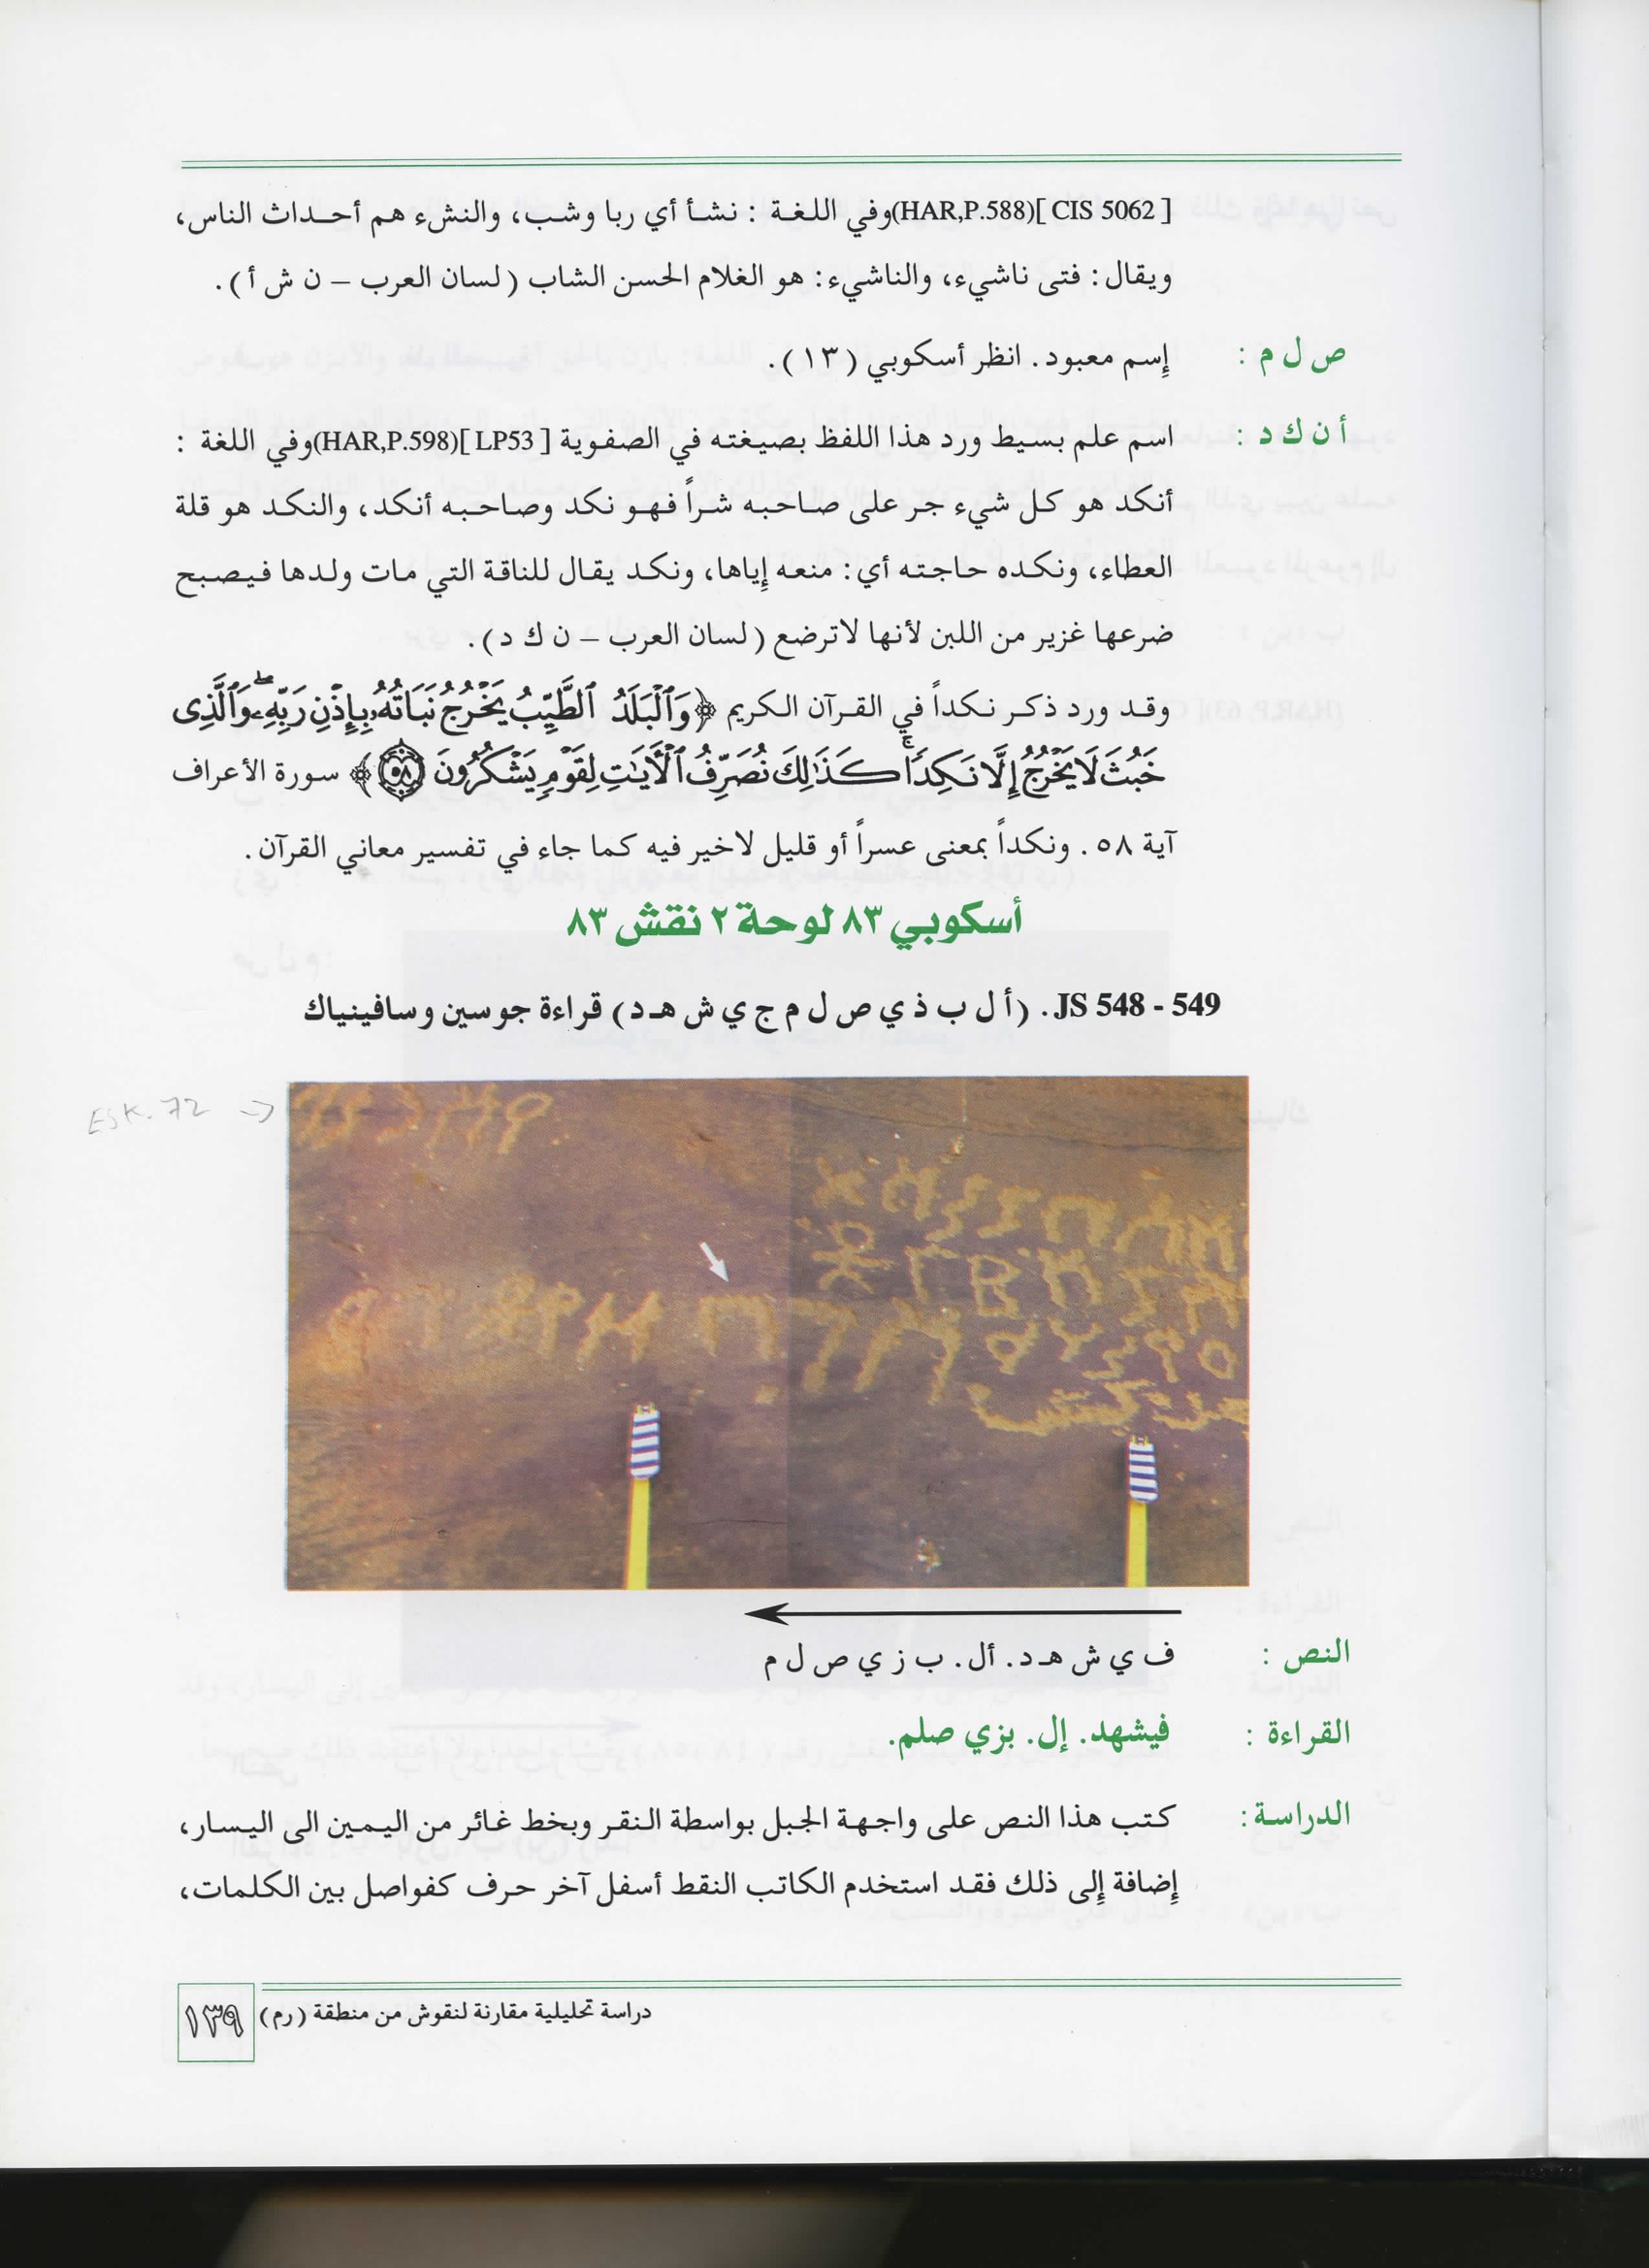 [ CIS 5062 ](HAR,P.588)وفي اللغة : نشأ أي ربا وشب، والنشء هم أحداث الناس،
ويقال : فتى ناشيء، والناشيء: هو الغلام الحسن الشاب ( لسان العرب – ن ش أ ) .
ص ل م : إسم معبود . انظر أسكوبي ( ١٣ ) .
أ ن ك د : اسم علم بسيط ورد هذا اللفظ بصيغته في الصفوية [ LP53 ](HAR,P.598)وفي اللغة :
أنكد هو كل شيء جر على صاحبه شراً فهو نكد وصاحبه أنكد، والنكد هو قلة
العطاء، ونكده حاجته أي: منعه إياها، ونكد يقال للناقة التي مات ولدها فيصبح
ضرعها غزير من اللبن لأنها لاترضع ( لسان العرب – ن ك د ) .
وقد ورد ذكر نكداً في القرآن الكريم ﴿ وَٱلْبَلَدُ ٱلطَّيِّبُ يَخْرُجُ نَبَاتُهُۥ بِإِذْنِ رَبِّهِۦ ۖ وَٱلَّذِى
خَبُثَ لَا يَخْرُجُ إِلَّا نَكِدًا ۚ كَذَٰلِكَ نُصَرِّفُ ٱلْأَيَٰتِ لِقَوْمٍ يَشْكُرُونَ ٥٨ ﴾ سورة الأعراف
آية ٥٨ . ونكداً بمعنى عسراً أو قليل لاخير فيه كما جاء في تفسير معاني القرآن .
أسكوبي ٨٣ لوحة ٢ نقش ٨٣
JS 548 - 549 . ( أ ل ب ذ ي ص ل م ج ي ش هـ د ) قراءة جوسين وسافينياك
ESK. 72 →
النص : ف ي ش هـ د . أل . ب ز ي ص ل م
القراءة : فيشهد. إل. بزي صلم.
الدراسة : كتب هذا النص على واجهة الجبل بواسطة النقر وبخط غائر من اليمين الى اليسار،
إضافة إلى ذلك فقد استخدم الكاتب النقط أسفل آخر حرف كفواصل بين الكلمات،
دراسة تحليلية مقارنة لنقوش من منطقة ( رم ) ١٣٩